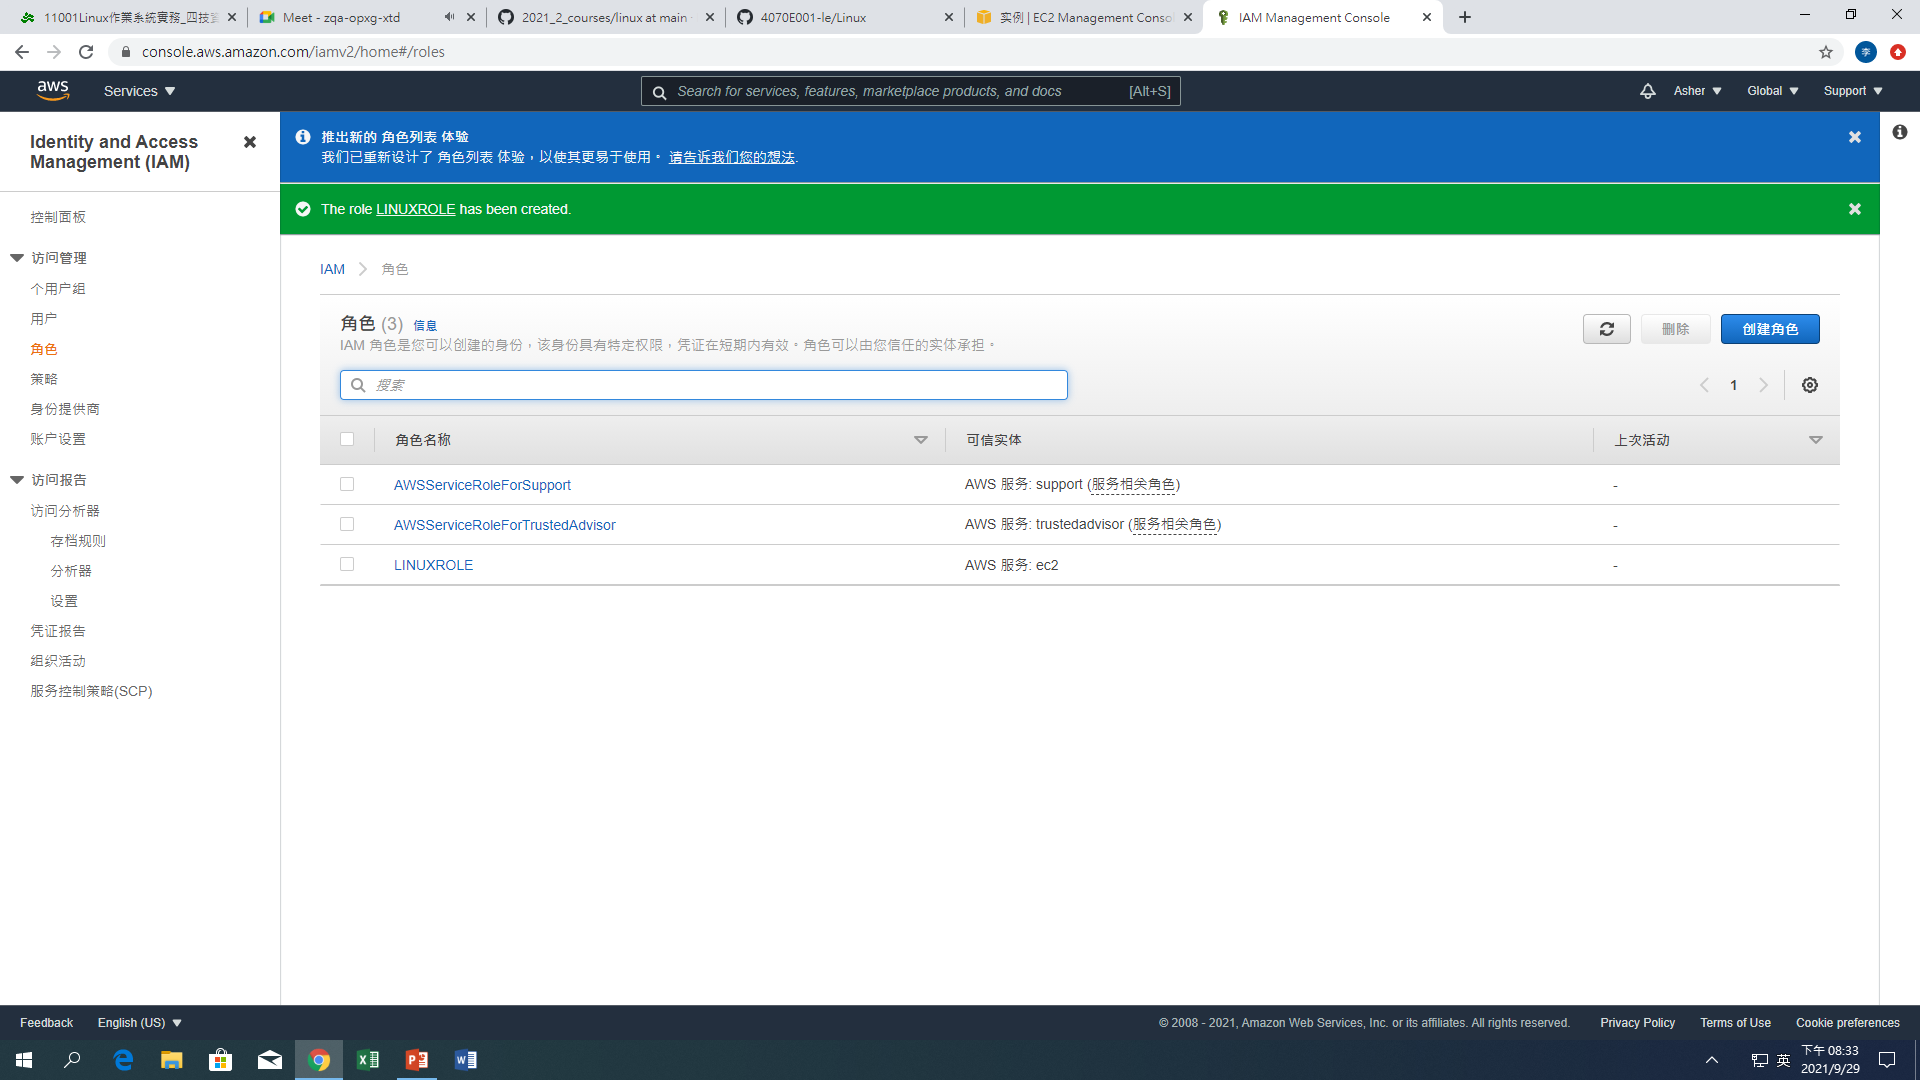 11001Linux作業系統實務_四技資
Meet - zqa-opxg-xtd
2021_2_courses/linux at main
4070E001-le/Linux
实例 | EC2 Management Conso
IAM Management Console
console.aws.amazon.com/iamv2/home#/roles
李
aws
Services
Search for services, features, marketplace products, and docs
[Alt+S]
Asher
Global
Support
Identity and Access
Management (IAM)
控制面板
访问管理
个用户组
用户
角色
策略
身份提供商
账户设置
访问报告
访问分析器
存档规则
分析器
设置
凭证报告
组织活动
服务控制策略(SCP)
推出新的 角色列表 体验
我们已重新设计了 角色列表 体验，以使其更易于使用。 请告诉我们您的想法.
The role LINUXROLE has been created.
IAM
角色
角色 (3) 信息
IAM 角色是您可以创建的身份，该身份具有特定权限，凭证在短期内有效。角色可以由您信任的实体承担。
删除
创建角色
搜索
1
角色名称
可信实体
上次活动
AWSServiceRoleForSupport
AWS 服务: support (服务相关角色)
-
AWSServiceRoleForTrustedAdvisor
AWS 服务: trustedadvisor (服务相关角色)
-
LINUXROLE
AWS 服务: ec2
-
Feedback
English (US)
© 2008 - 2021, Amazon Web Services, Inc. or its affiliates. All rights reserved.
Privacy Policy
Terms of Use
Cookie preferences
英
下午 08:33
2021/9/29